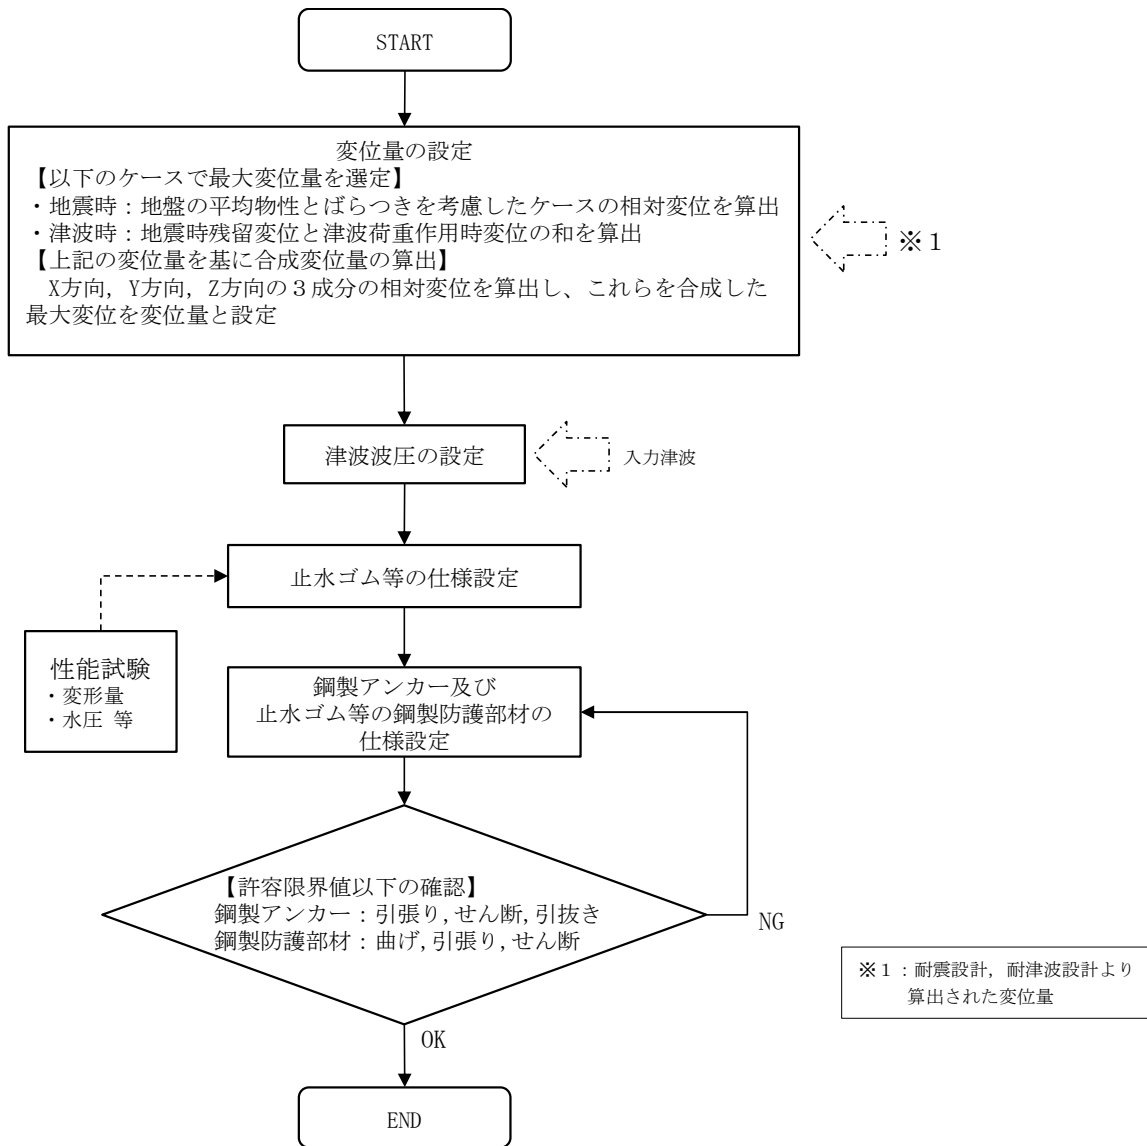 START
変位量の設定
【以下のケースで最大変位量を選定】
・地震時：地盤の平均物性とばらつきを考慮したケースの相対変位を算出
・津波時：地震時残留変位と津波荷重作用時変位の和を算出
【上記の変位量を基に合成変位量の算出】
X方向，Y方向，Z方向の３成分の相対変位を算出し、これらを合成した
最大変位を変位量と設定
※１
津波波圧の設定
入力津波
止水ゴム等の仕様設定
性能試験
・変形量
・水圧 等
鋼製アンカー及び
止水ゴム等の鋼製防護部材の
仕様設定
【許容限界値以下の確認】
鋼製アンカー：引張り,せん断,引抜き
鋼製防護部材：曲げ,引張り,せん断
NG
OK
※１：耐震設計，耐津波設計より
算出された変位量
END